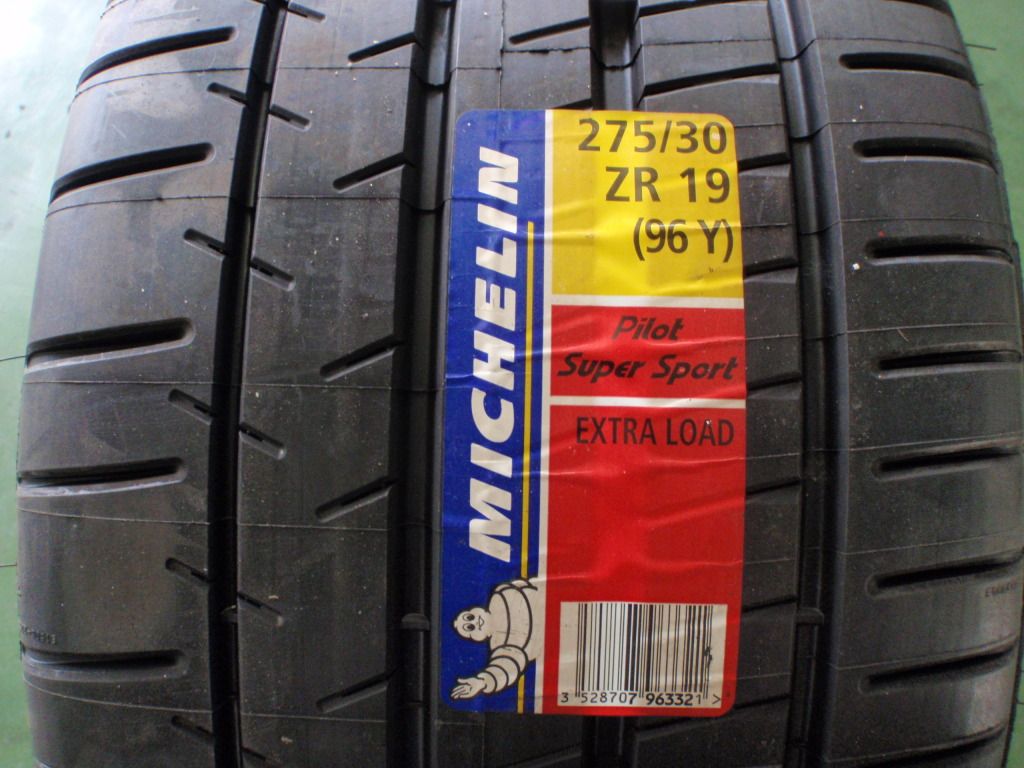 MICHELIN
275/30
ZR 19
(96 Y)
Pilot
Super Sport
EXTRA LOAD
3 528707 963321 >